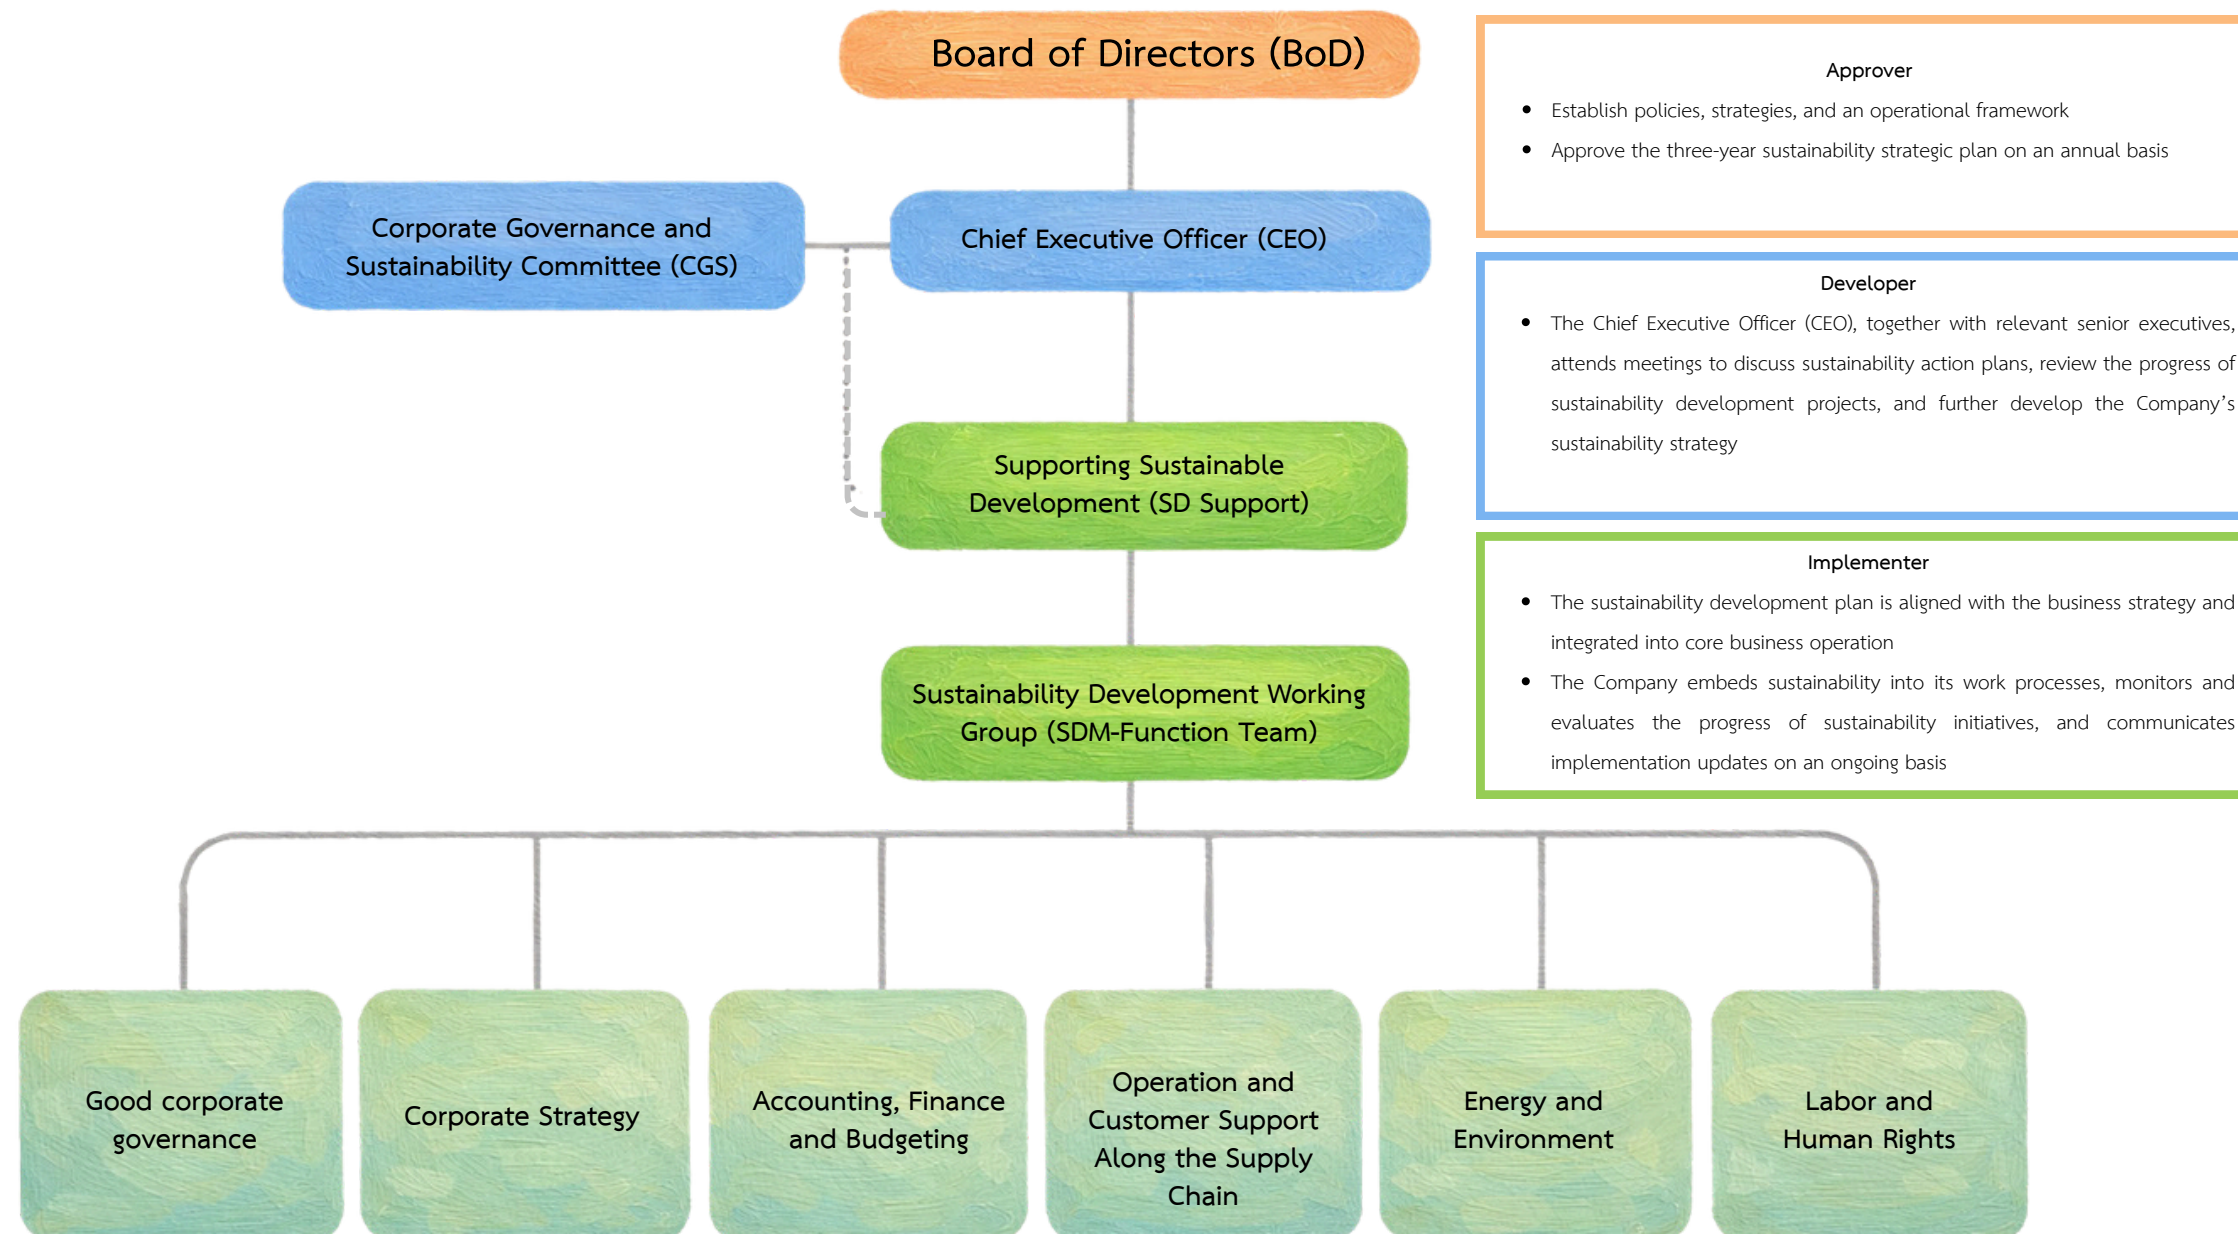 Board of Directors (BoD)
Corporate Governance and
Sustainability Committee (CGS)
Chief Executive Officer (CEO)
Supporting Sustainable
Development (SD Support)
Sustainability Development Working
Group (SDM-Function Team)
Good corporate
governance
Corporate Strategy
Accounting, Finance
and Budgeting
Operation and
Customer Support
Along the Supply
Chain
Energy and
Environment
Labor and
Human Rights
Approver
• Establish policies, strategies, and an operational framework
• Approve the three-year sustainability strategic plan on an annual basis
Developer
• The Chief Executive Officer (CEO), together with relevant senior executives,
attends meetings to discuss sustainability action plans, review the progress of
sustainability development projects, and further develop the Company’s
sustainability strategy
Implementer
• The sustainability development plan is aligned with the business strategy and
integrated into core business operation
• The Company embeds sustainability into its work processes, monitors and
evaluates the progress of sustainability initiatives, and communicates
implementation updates on an ongoing basis